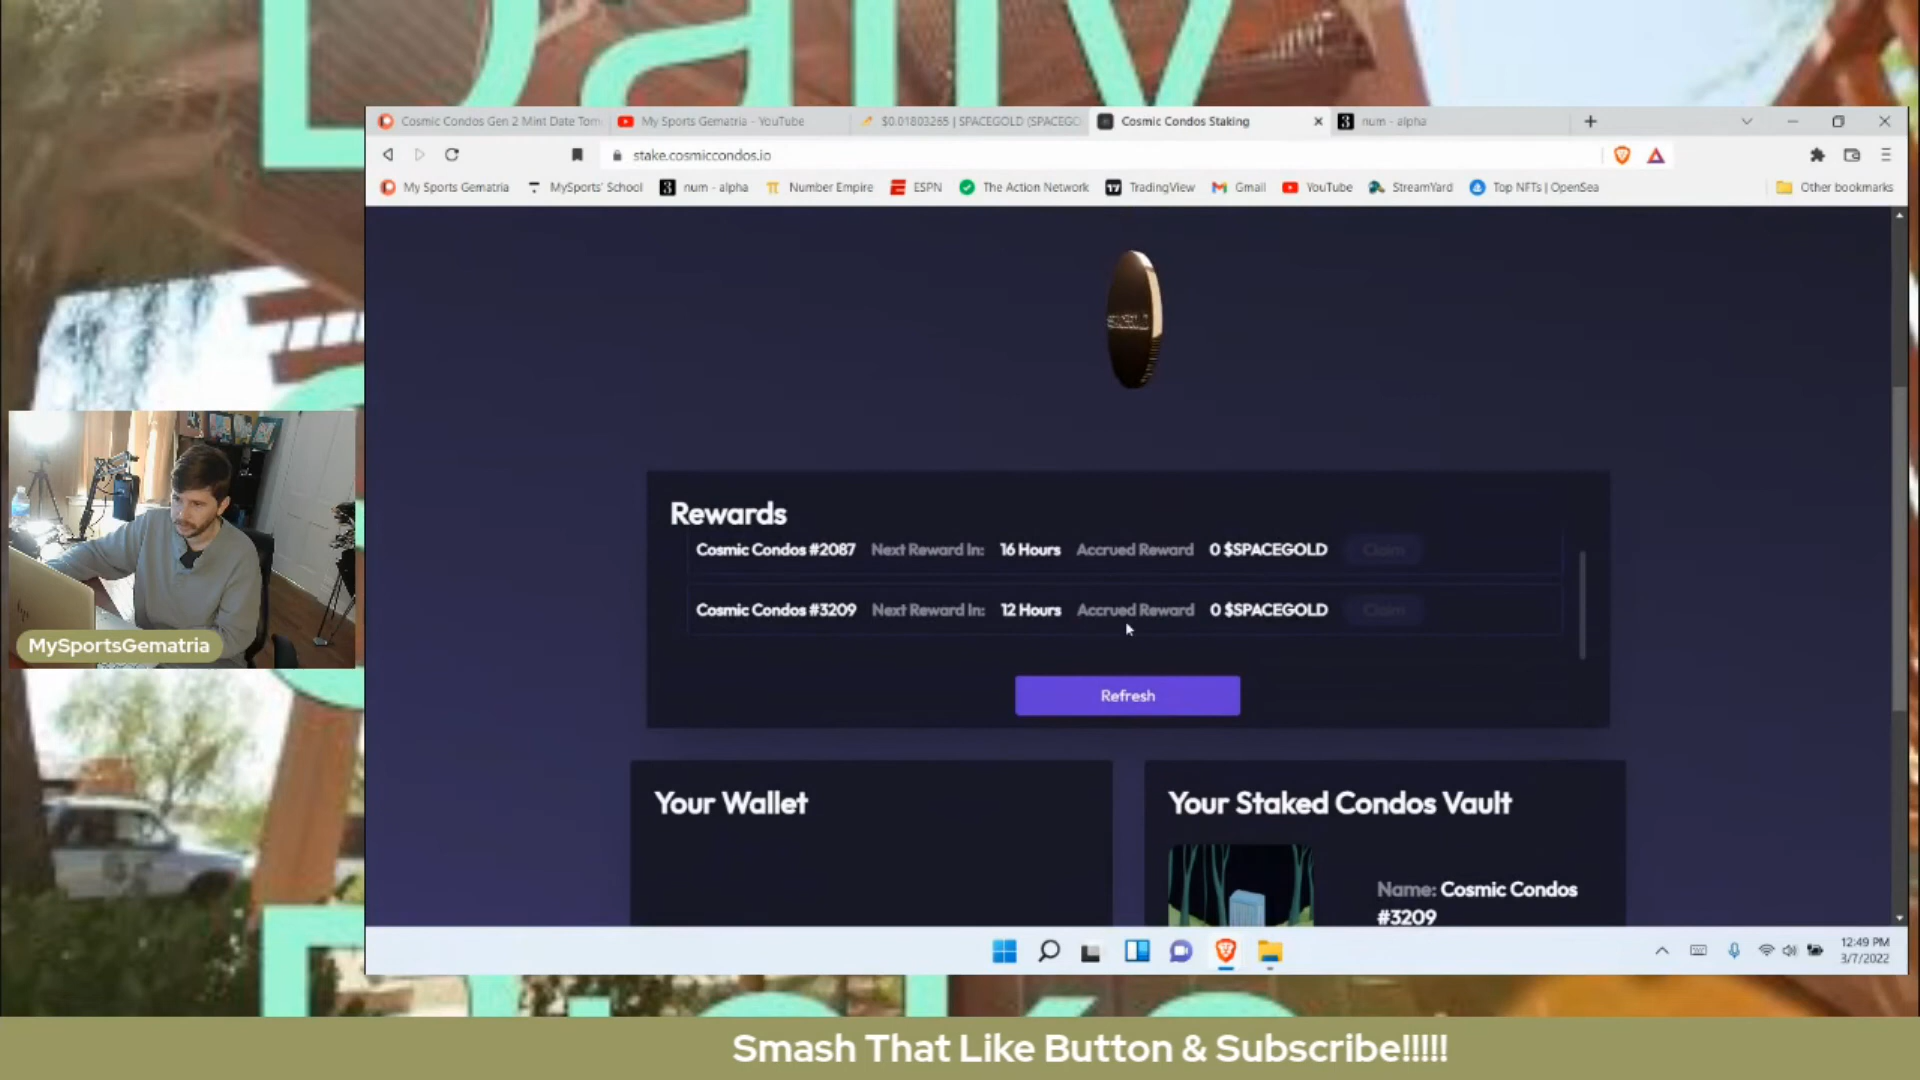 Daily
Cosmic Condos Gen 2 Mint Date Tom
My Sports Gematria - YouTube
$0.01803265 | SPACEGOLD (SPACEGO
Cosmic Condos Staking
num - alpha
stake.cosmiccondos.io
My Sports Gematria
MySports' School
num - alpha
Number Empire
ESPN
The Action Network
TradingView
Gmail
YouTube
StreamYard
Top NFTs | OpenSea
Other bookmarks
Rewards
Cosmic Condos #2087 Next Reward In: 16 Hours Accrued Reward 0 $SPACEGOLD Claim
Cosmic Condos #3209 Next Reward In: 12 Hours Accrued Reward 0 $SPACEGOLD Claim
Refresh
Your Wallet
Your Staked Condos Vault
Name: Cosmic Condos
#3209
MySportsGematria
12:49 PM
3/7/2022
Smash That Like Button & Subscribe!!!!!